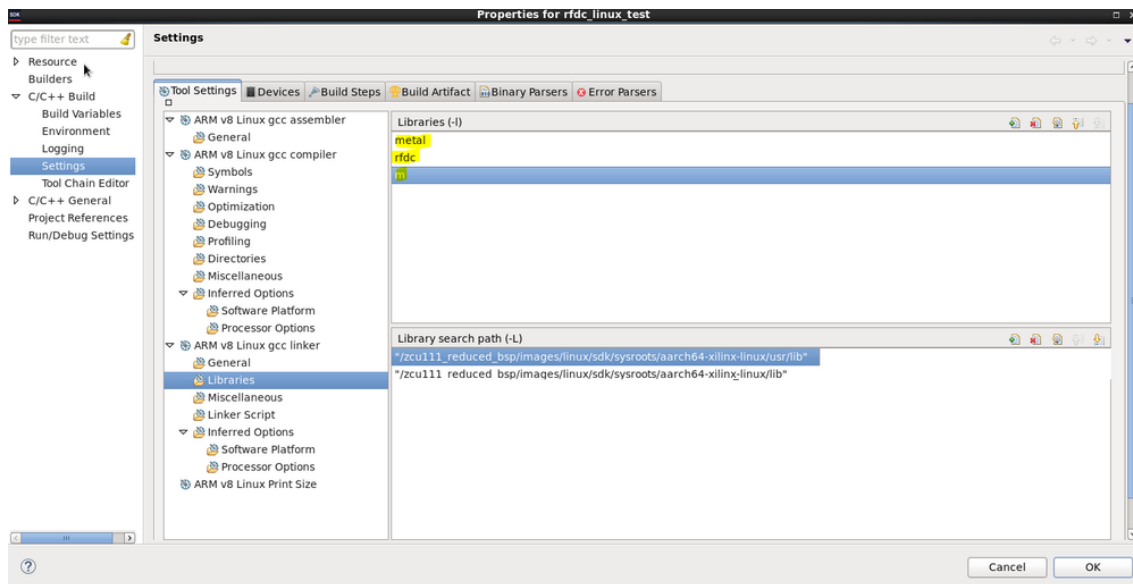 SDK
Properties for rfdc_linux_test
type filter text
Settings
Resource
Builders
C/C++ Build
Build Variables
Environment
Logging
Settings
Tool Chain Editor
C/C++ General
Project References
Run/Debug Settings
Tool Settings
Devices
Build Steps
Build Artifact
Binary Parsers
Error Parsers
ARM v8 Linux gcc assembler
General
ARM v8 Linux gcc compiler
Symbols
Warnings
Optimization
Debugging
Profiling
Directories
Miscellaneous
Inferred Options
Software Platform
Processor Options
ARM v8 Linux gcc linker
General
Libraries
Miscellaneous
Linker Script
Inferred Options
Software Platform
Processor Options
ARM v8 Linux Print Size
Libraries (-l)
metal
rfdc
m
Library search path (-L)
"/zcu111_reduced_bsp/images/linux/sdk/sysroots/aarch64-xilinx-linux/usr/lib"
"/zcu111_reduced_bsp/images/linux/sdk/sysroots/aarch64-xilinx-linux/lib"
Cancel
OK